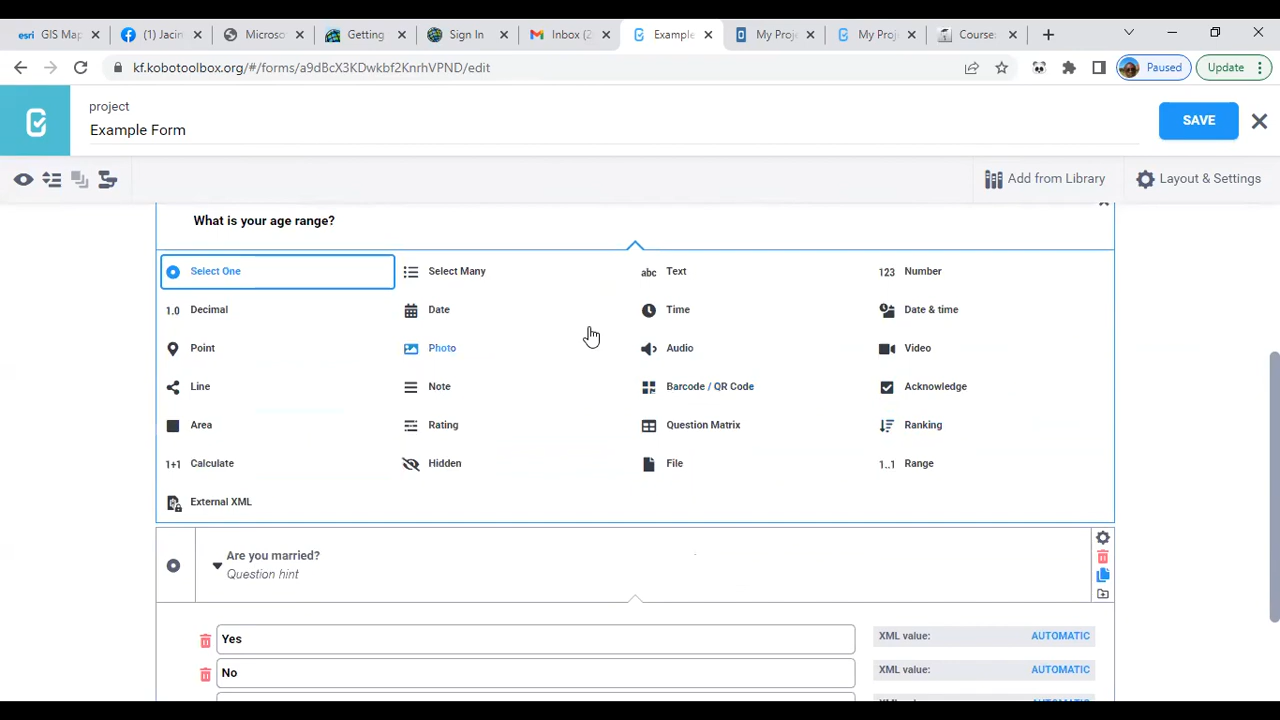 esri GIS Map
(1) Jacin
Microso
Getting
Sign In
Inbox (2
Example
My Proj
My Proj
Course
kf.kobotoolbox.org/#/forms/a9dBcX3KDwkbf2KnrhVPND/edit
Paused
Update
project
Example Form
SAVE
Add from Library
Layout & Settings
What is your age range?
Select One
Select Many
abc Text
123 Number
1.0 Decimal
Date
Time
Date & time
Point
Photo
Audio
Video
Line
Note
Barcode / QR Code
Acknowledge
Area
Rating
Question Matrix
Ranking
1+1 Calculate
Hidden
File
1..1 Range
External XML
Are you married?
Question hint
Yes
XML value: AUTOMATIC
No
XML value: AUTOMATIC